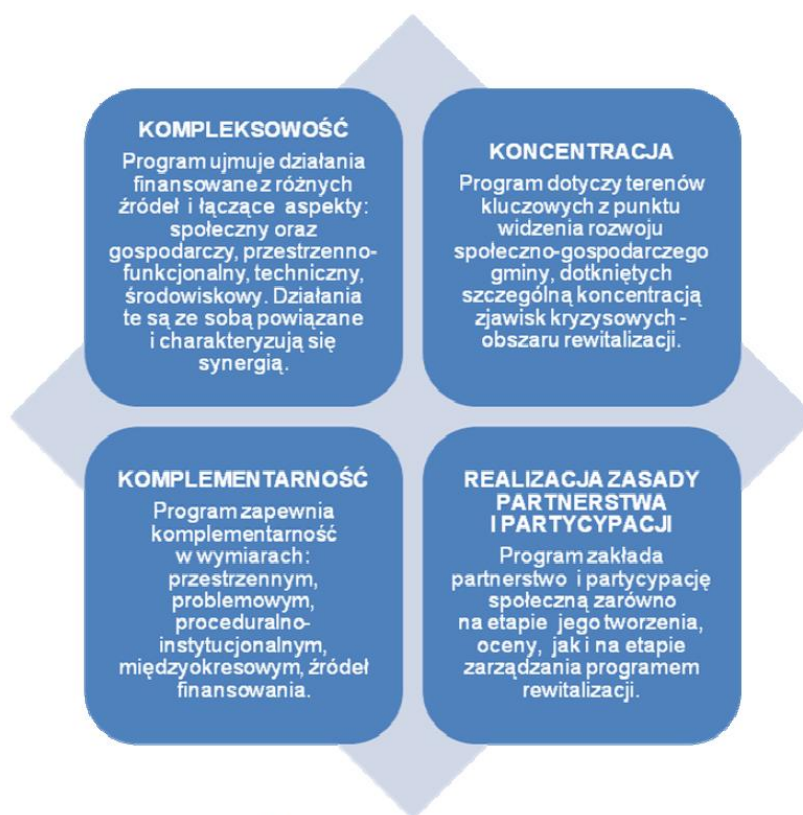 KOMPLEKSOWOŚĆ
Program ujmuje działania
finansowane z różnych
źródeł i łączące aspekty:
społeczny oraz
gospodarczy, przestrzenno-
funkcjonalny, techniczny,
środowiskowy. Działania
te są ze sobą powiązane
i charakteryzują się
synergią.
KONCENTRACJA
Program dotyczy terenów
kluczowych z punktu
widzenia rozwoju
społeczno-gospodarczego
gminy, dotkniętych
szczególną koncentracją
zjawisk kryzysowych -
obszaru rewitalizacji.
KOMPLEMENTARNOŚĆ
Program zapewnia
komplementarność
w wymiarach:
przestrzennym,
problemowym,
proceduralno-
instytucjonalnym,
międzyokresowym, źródeł
finansowania.
REALIZACJA ZASADY
PARTNERSTWA
I PARTYCYPACJI
Program zakłada
partnerstwo i partycypację
społeczną zarówno
na etapie jego tworzenia,
oceny, jak i na etapie
zarządzania programem
rewitalizacji.